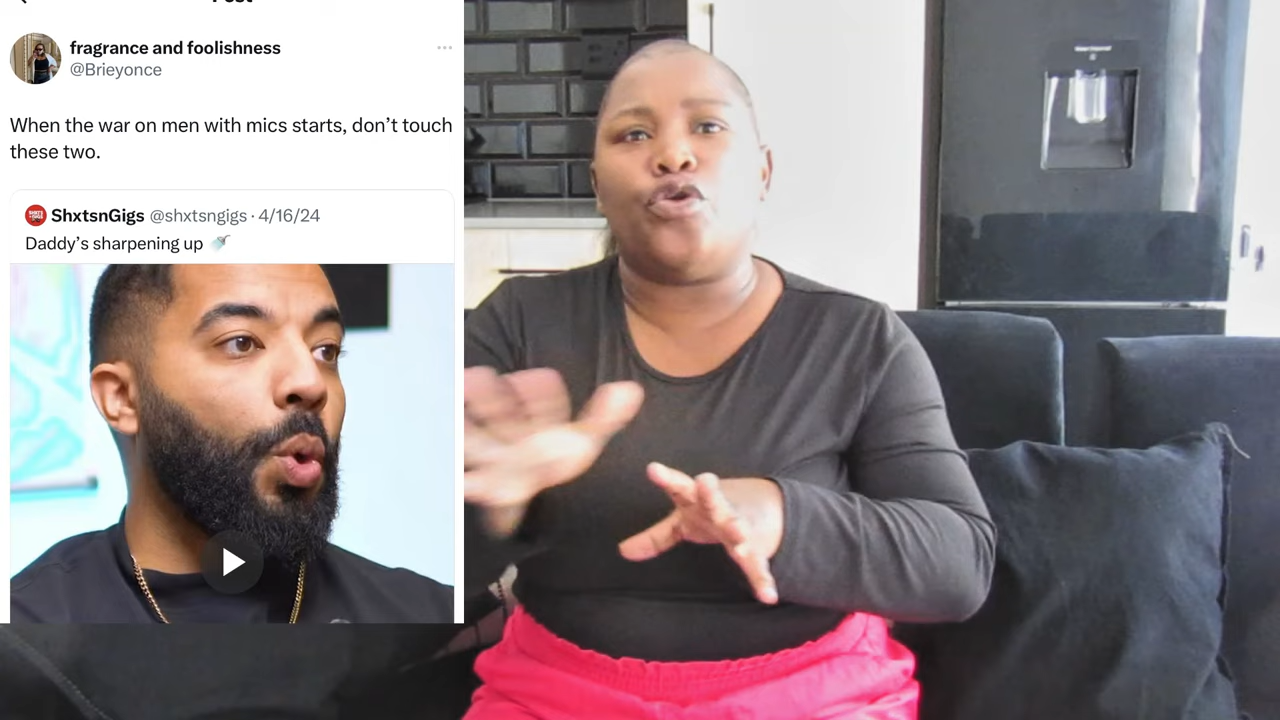 fragrance and foolishness
@Brieyonce
When the war on men with mics starts, don’t touch
these two.
ShxtsnGigs @shxtsngigs · 4/16/24
Daddy’s sharpening up